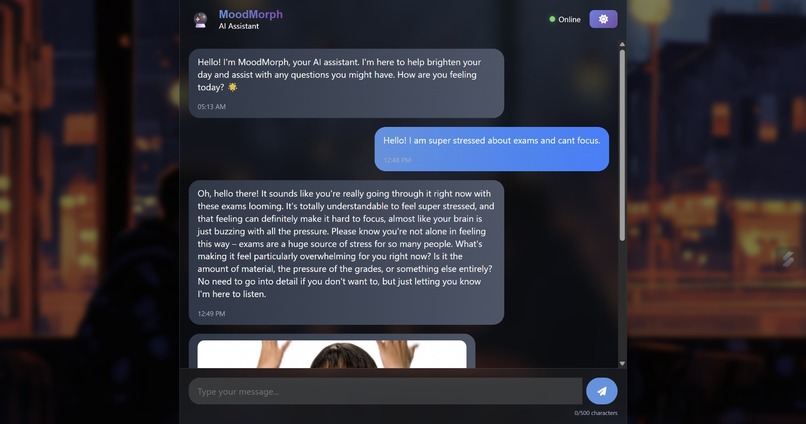 MoodMorph
AI Assistant
Online
Hello! I'm MoodMorph, your AI assistant. I'm here to help brighten your
day and assist with any questions you might have. How are you feeling
today? 🌟
05:13 AM
Hello! I am super stressed about exams and cant focus.
12:48 PM
Oh, hello there! It sounds like you're really going through it right now with
these exams looming. It's totally understandable to feel super stressed, and
that feeling can definitely make it hard to focus, almost like your brain is
just buzzing with all the pressure. Please know you're not alone in feeling
this way – exams are a huge source of stress for so many people. What's
making it feel particularly overwhelming for you right now? Is it the
amount of material, the pressure of the grades, or something else entirely?
No need to go into detail if you don't want to, but just letting you know
I'm here to listen.
12:49 PM
Type your message...
0/500 characters